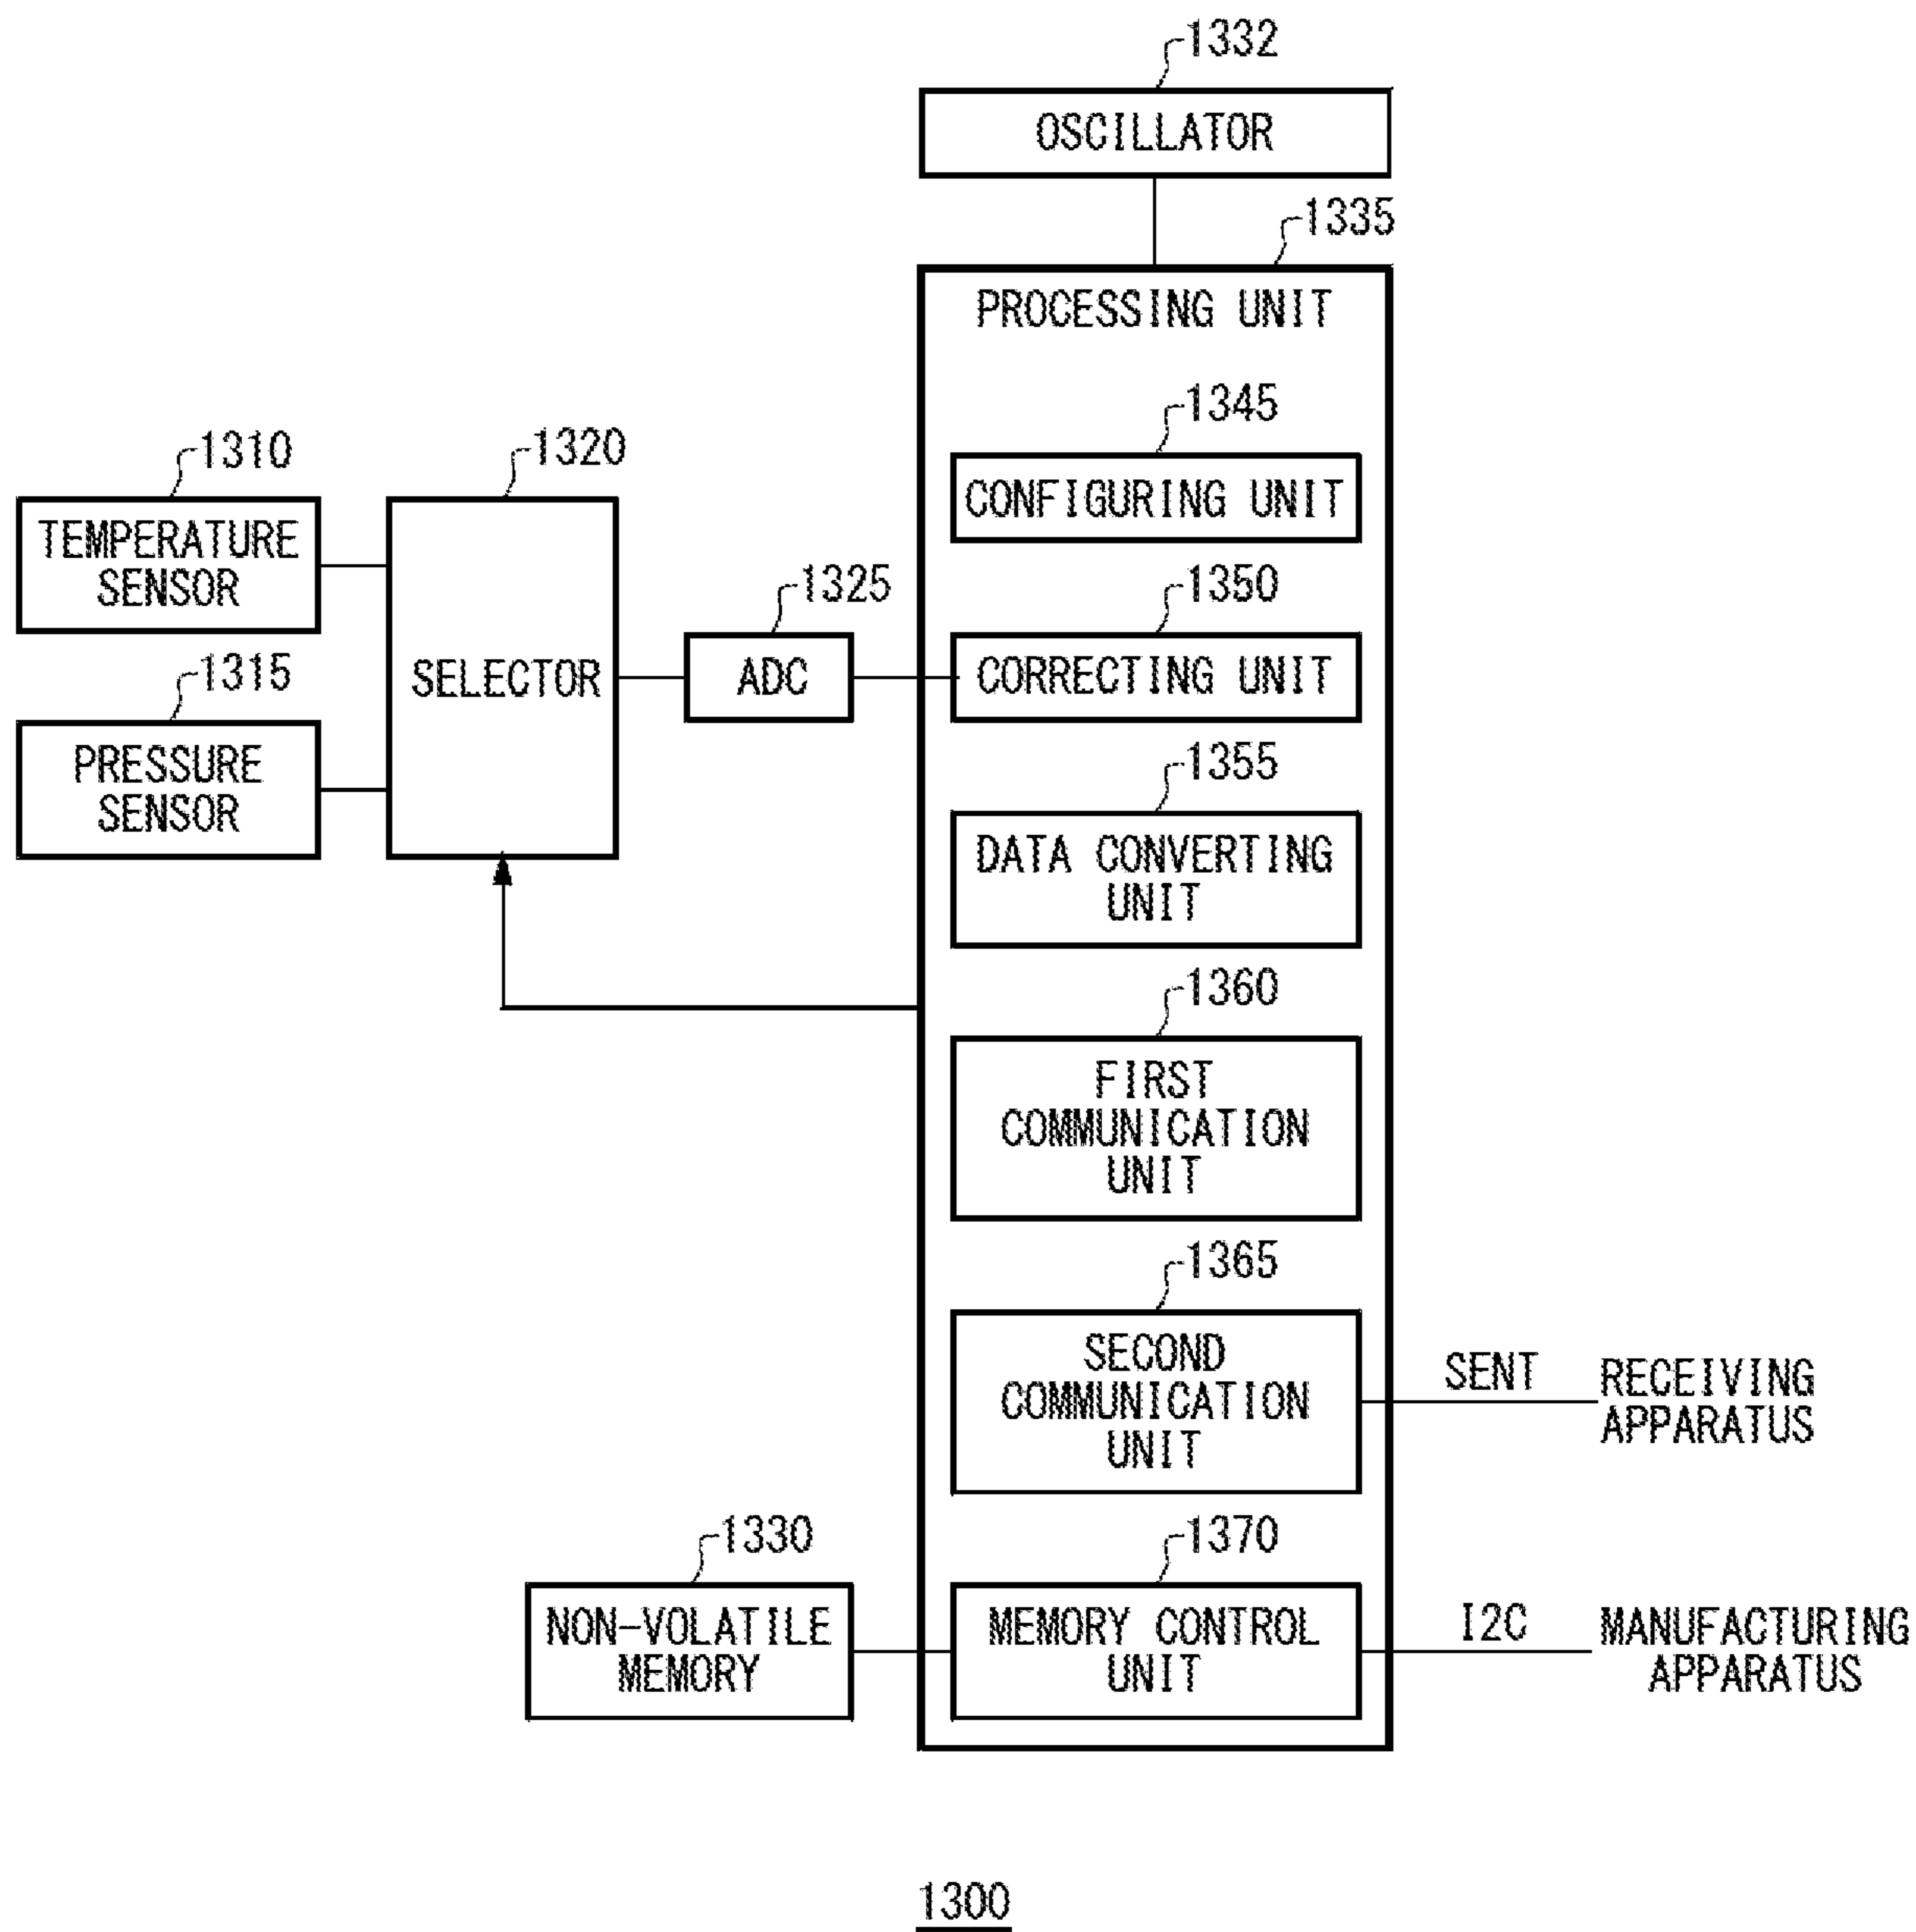 1332
OSCILLATOR
1335
PROCESSING UNIT
1345
CONFIGURING UNIT
1310
TEMPERATURE
SENSOR
1320
SELECTOR
1325
ADC
1350
CORRECTING UNIT
1315
PRESSURE
SENSOR
1355
DATA CONVERTING
UNIT
1360
FIRST
COMMUNICATION
UNIT
1365
SECOND
COMMUNICATION
UNIT
SENT
RECEIVING
APPARATUS
1330
NON-VOLATILE
MEMORY
1370
MEMORY CONTROL
UNIT
I2C
MANUFACTURING
APPARATUS
1300